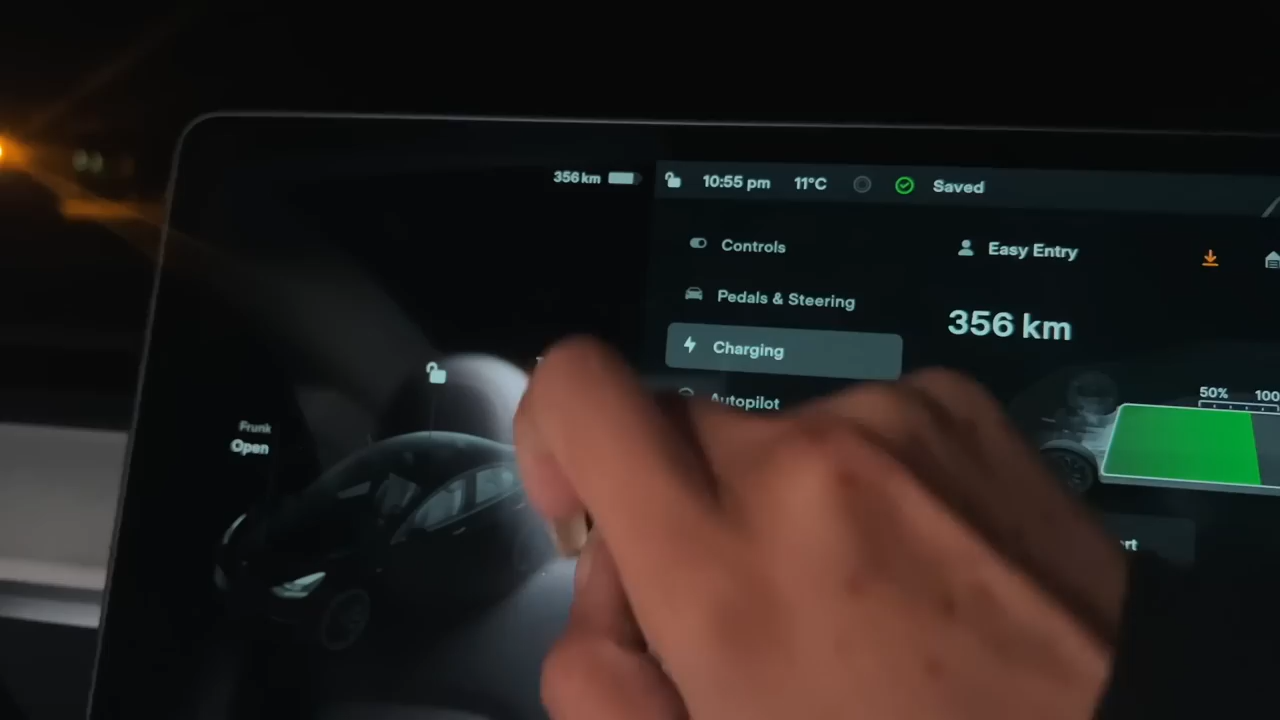 356 km
10:55 pm 11°C Saved
Controls
Easy Entry
Pedals & Steering
356 km
Charging
50%
Autopilot
Frunk
Open